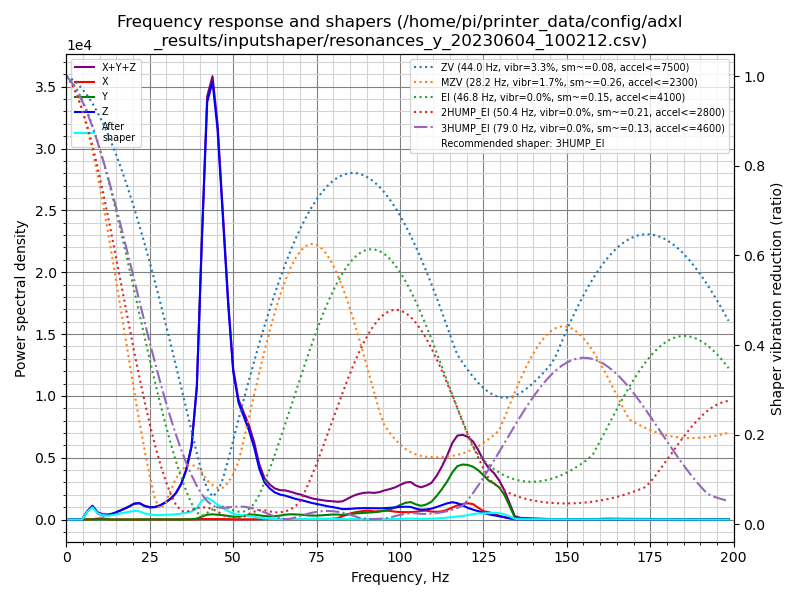 Frequency response and shapers (/home/pi/printer_data/config/adxl
_results/inputshaper/resonances_y_20230604_100212.csv)
1e4
X+Y+Z
X
Y
Z
After
shaper
ZV (44.0 Hz, vibr=3.3%, sm~=0.08, accel<=7500)
MZV (28.2 Hz, vibr=1.7%, sm~=0.26, accel<=2300)
EI (46.8 Hz, vibr=0.0%, sm~=0.15, accel<=4100)
2HUMP_EI (50.4 Hz, vibr=0.0%, sm~=0.21, accel<=2800)
3HUMP_EI (79.0 Hz, vibr=0.0%, sm~=0.13, accel<=4600)
Recommended shaper: 3HUMP_EI
Power spectral density
3.5
3.0
2.5
2.0
1.5
1.0
0.5
0.0
1.0
0.8
0.6
0.4
0.2
0.0
Shaper vibration reduction (ratio)
0 25 50 75 100 125 150 175 200
Frequency, Hz